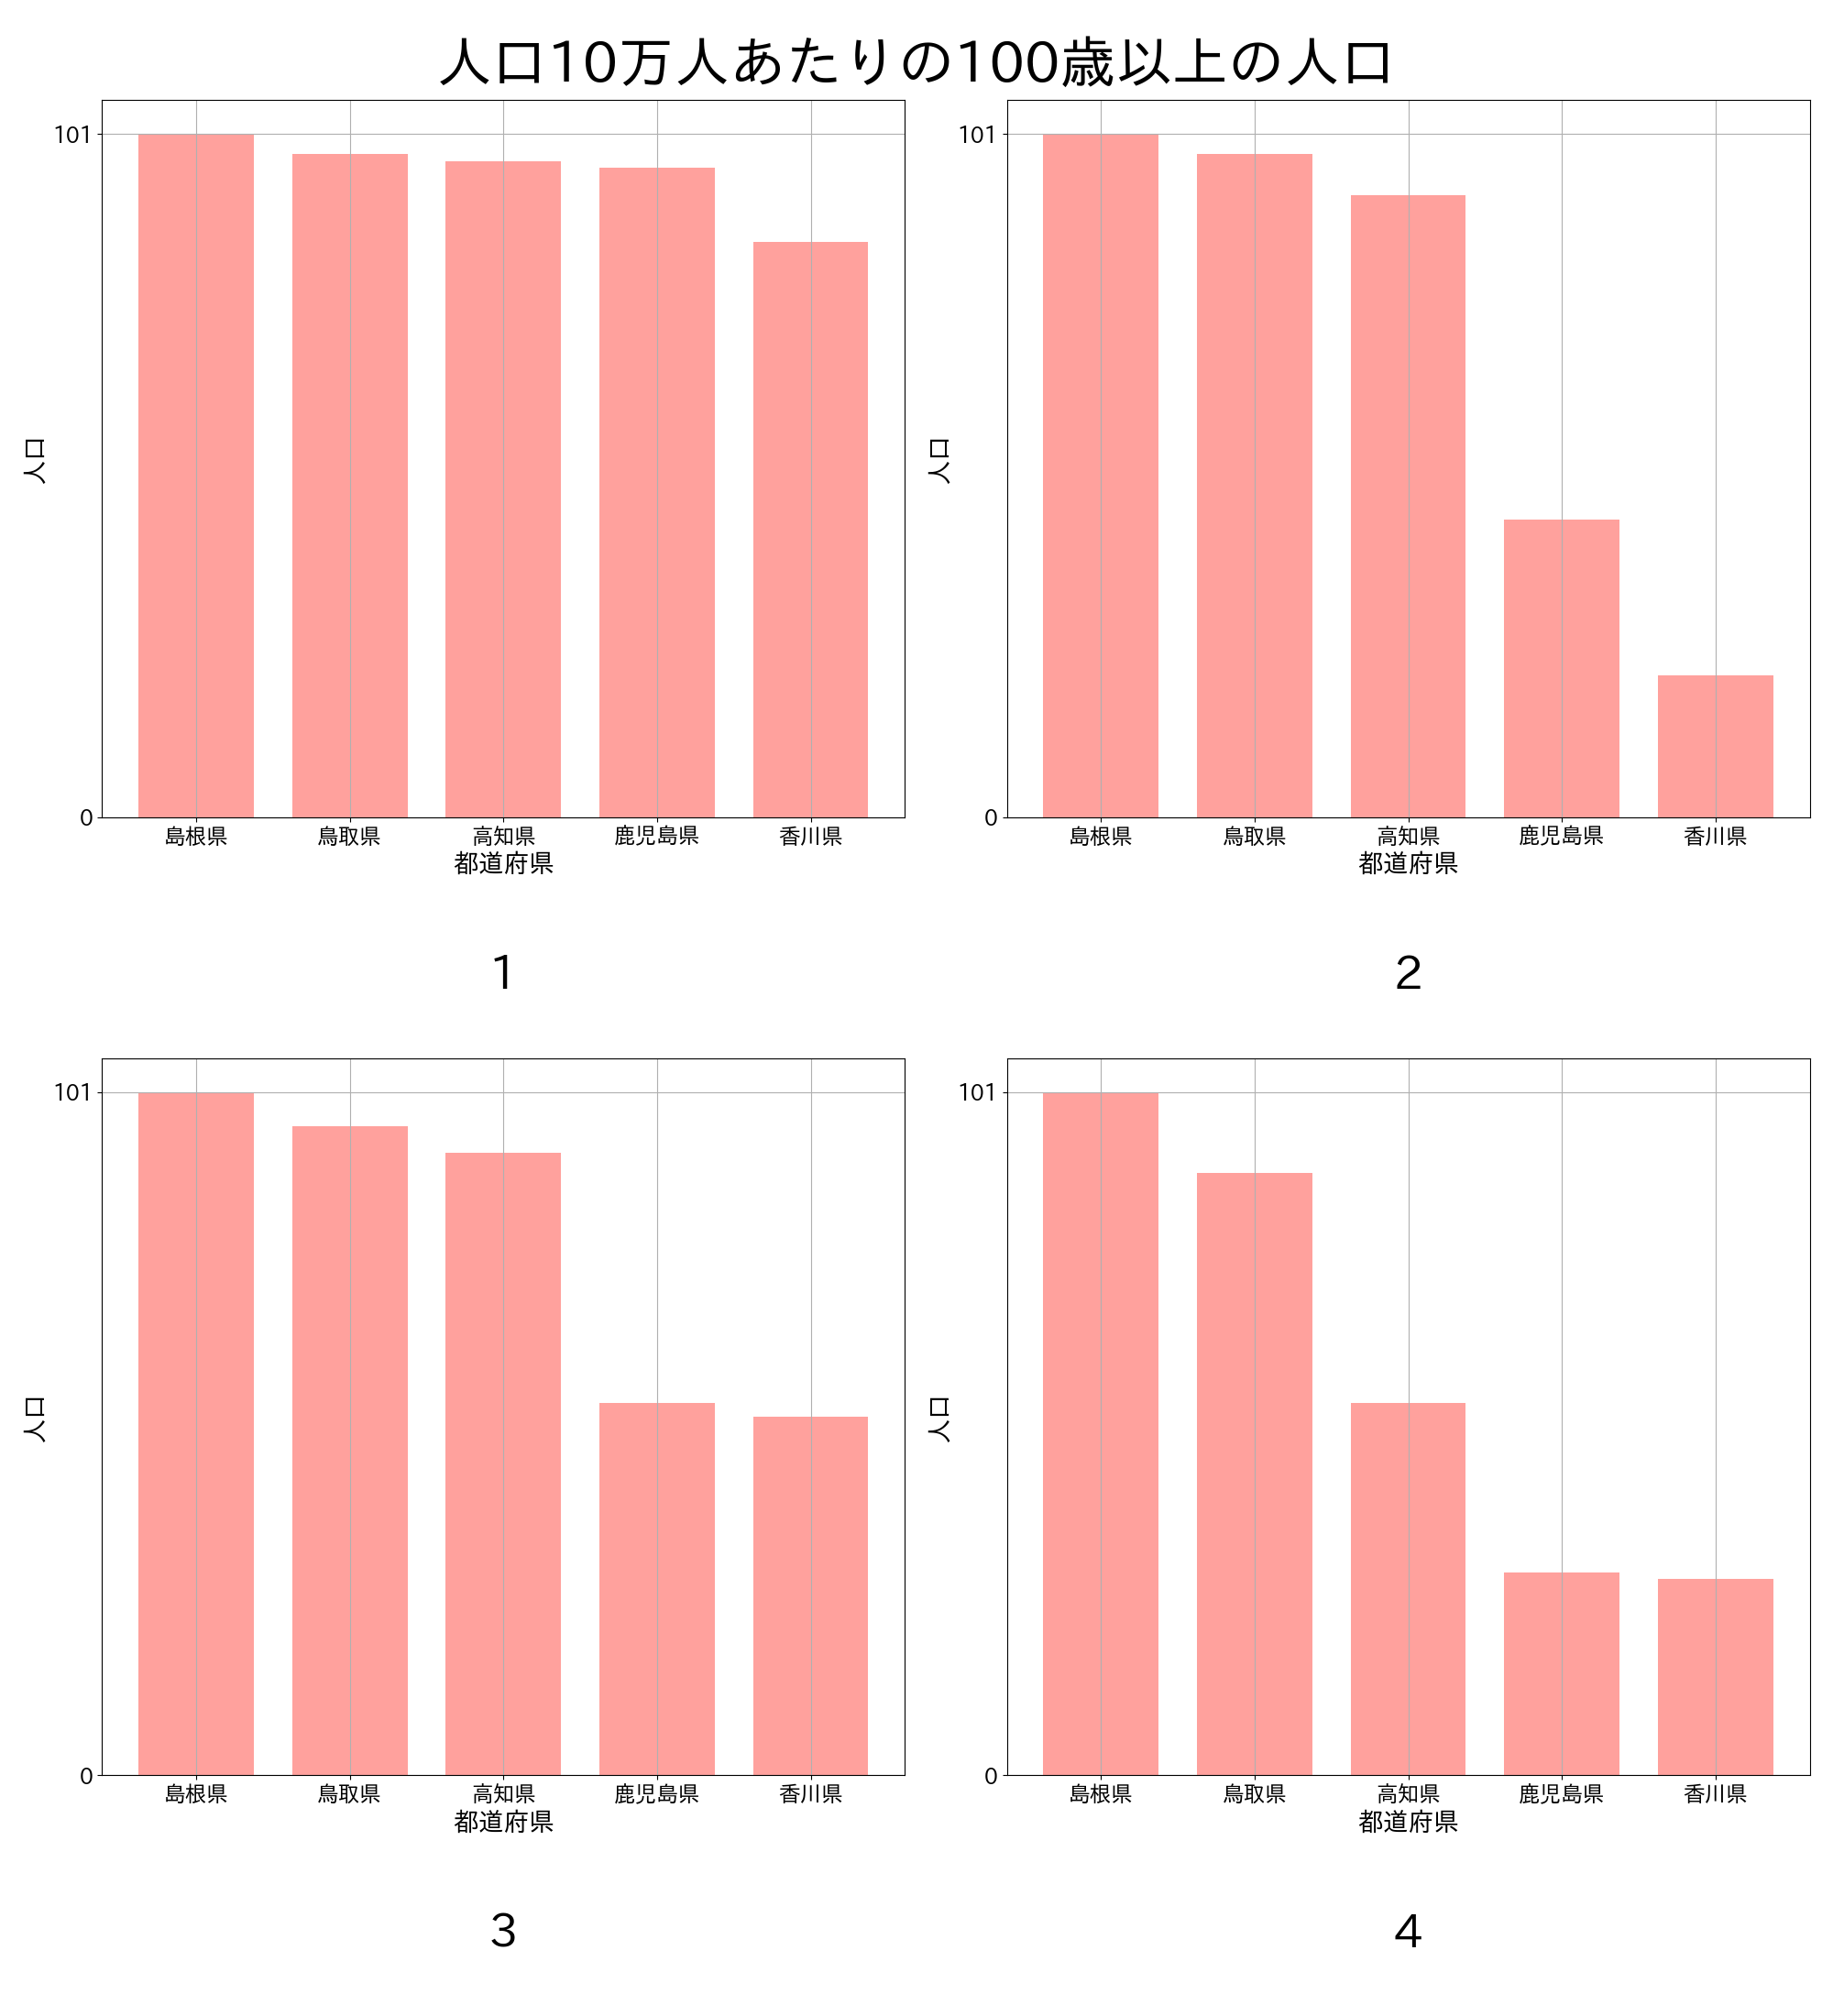 人口10万人あたりの100歳以上の人口
人口
101
0
島根県 鳥取県 高知県 鹿児島県 香川県
都道府県
1
人口
101
0
島根県 鳥取県 高知県 鹿児島県 香川県
都道府県
2
人口
101
0
島根県 鳥取県 高知県 鹿児島県 香川県
都道府県
3
人口
101
0
島根県 鳥取県 高知県 鹿児島県 香川県
都道府県
4